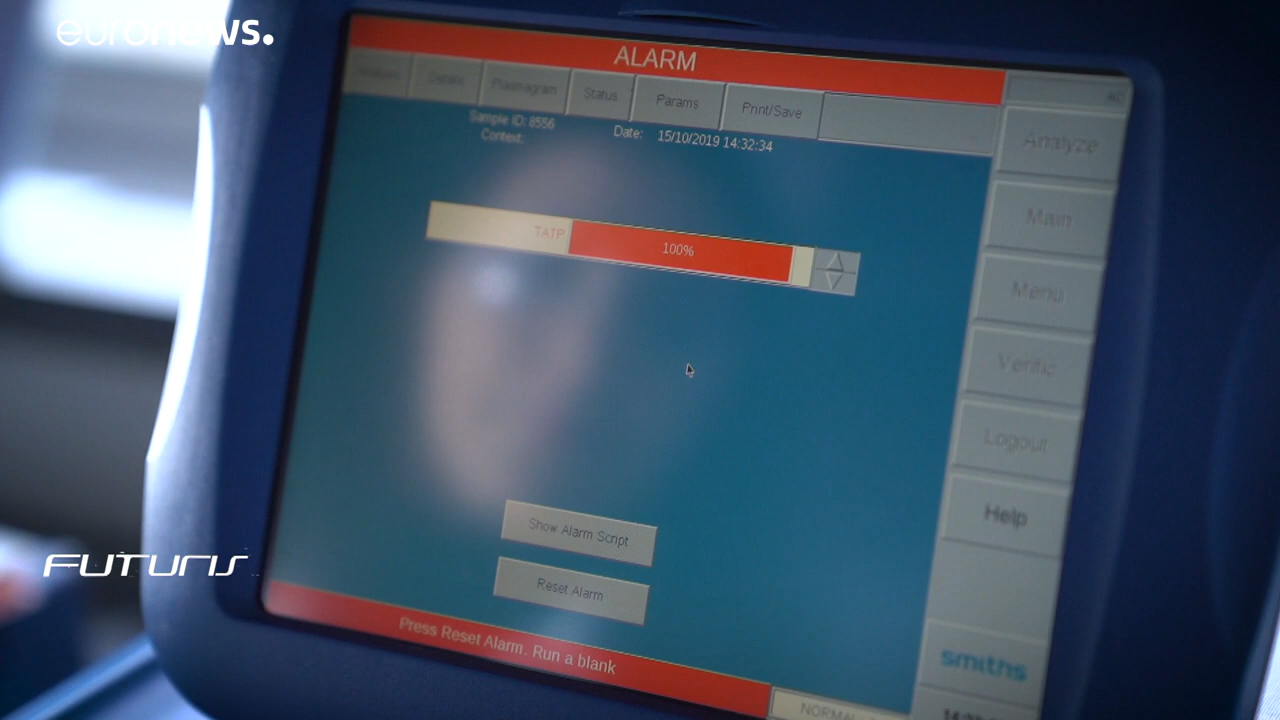 euronews.
ALARM
Details
Plasmagram
Status
Params
Print/Save
Sample ID: 8556
Date: 15/10/2019 14:32:34
Context:
TATP
100%
Analyze
Main
Menu
Verific
Logout
Help
Show Alarm Script
Reset Alarm
Press Reset Alarm. Run a blank
smiths
FUTURIS